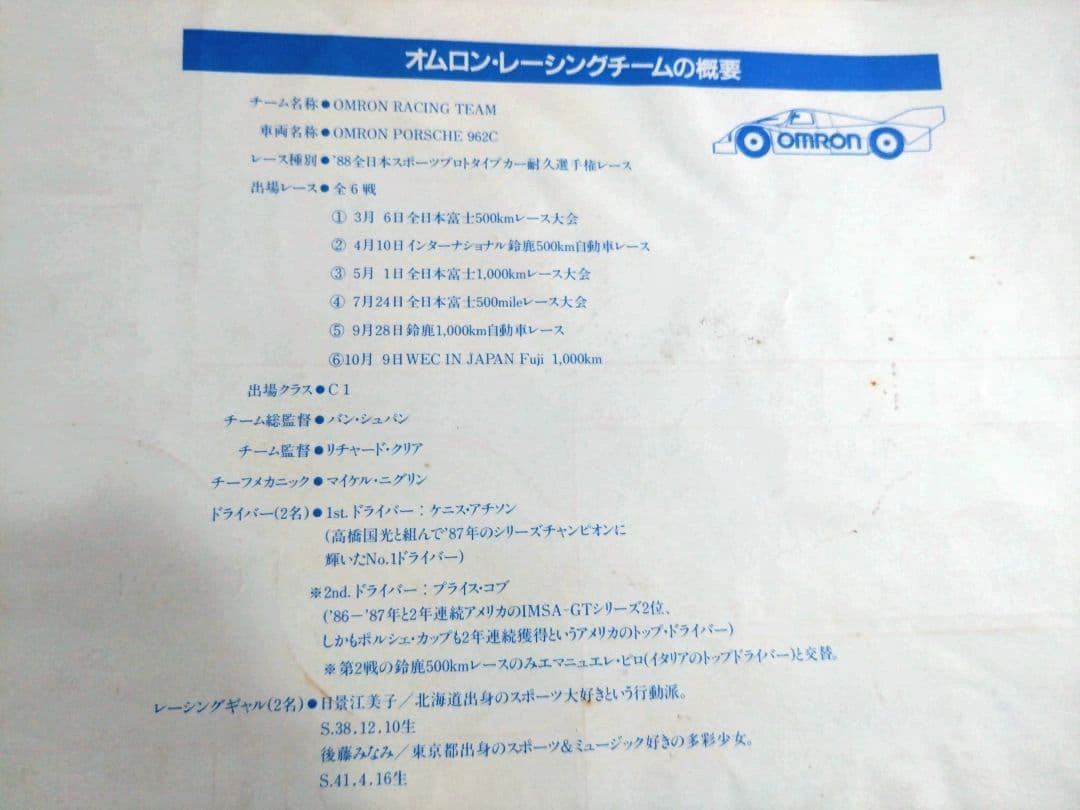 オムロン・レーシングチームの概要
チーム名称●OMRON RACING TEAM
OMRON
車両名称●OMRON PORSCHE 962C
レース種別●'88全日本スポーツプロトタイプカー耐久選手権レース
出場レース●全6戦
① 3月 6日全日本富士500kmレース大会
② 4月10日インターナショナル鈴鹿500km自動車レース
③ 5月 1日全日本富士1,000kmレース大会
④ 7月24日全日本富士500mileレース大会
⑤ 9月28日鈴鹿1,000km自動車レース
⑥10月 9日WEC IN JAPAN Fuji 1,000km
出場クラス●C1
チーム総監督●バン・シュパン
チーム監督●リチャード・クリア
チーフメカニック●マイケル・ニグリン
ドライバー(2名)●1st.ドライバー:ケニス・アチソン
(高橋国光と組んで'87年のシリーズチャンピオンに
輝いたNo.1ドライバー)
※2nd.ドライバー:プライス・コブ
('86-'87年と2年連続アメリカのIMSA-GTシリーズ2位、
しかもポルシェ・カップも2年連続獲得というアメリカのトップ・ドライバー)
※第2戦の鈴鹿500kmレースのみエマニュエレ・ピロ(イタリアのトップドライバー)と交替。
レーシングギャル(2名)●日景江美子/北海道出身のスポーツ大好きという行動派。
S.38.12.10生
後藤みなみ/東京都出身のスポーツ&ミュージック好きの多彩少女。
S.41.4.16生